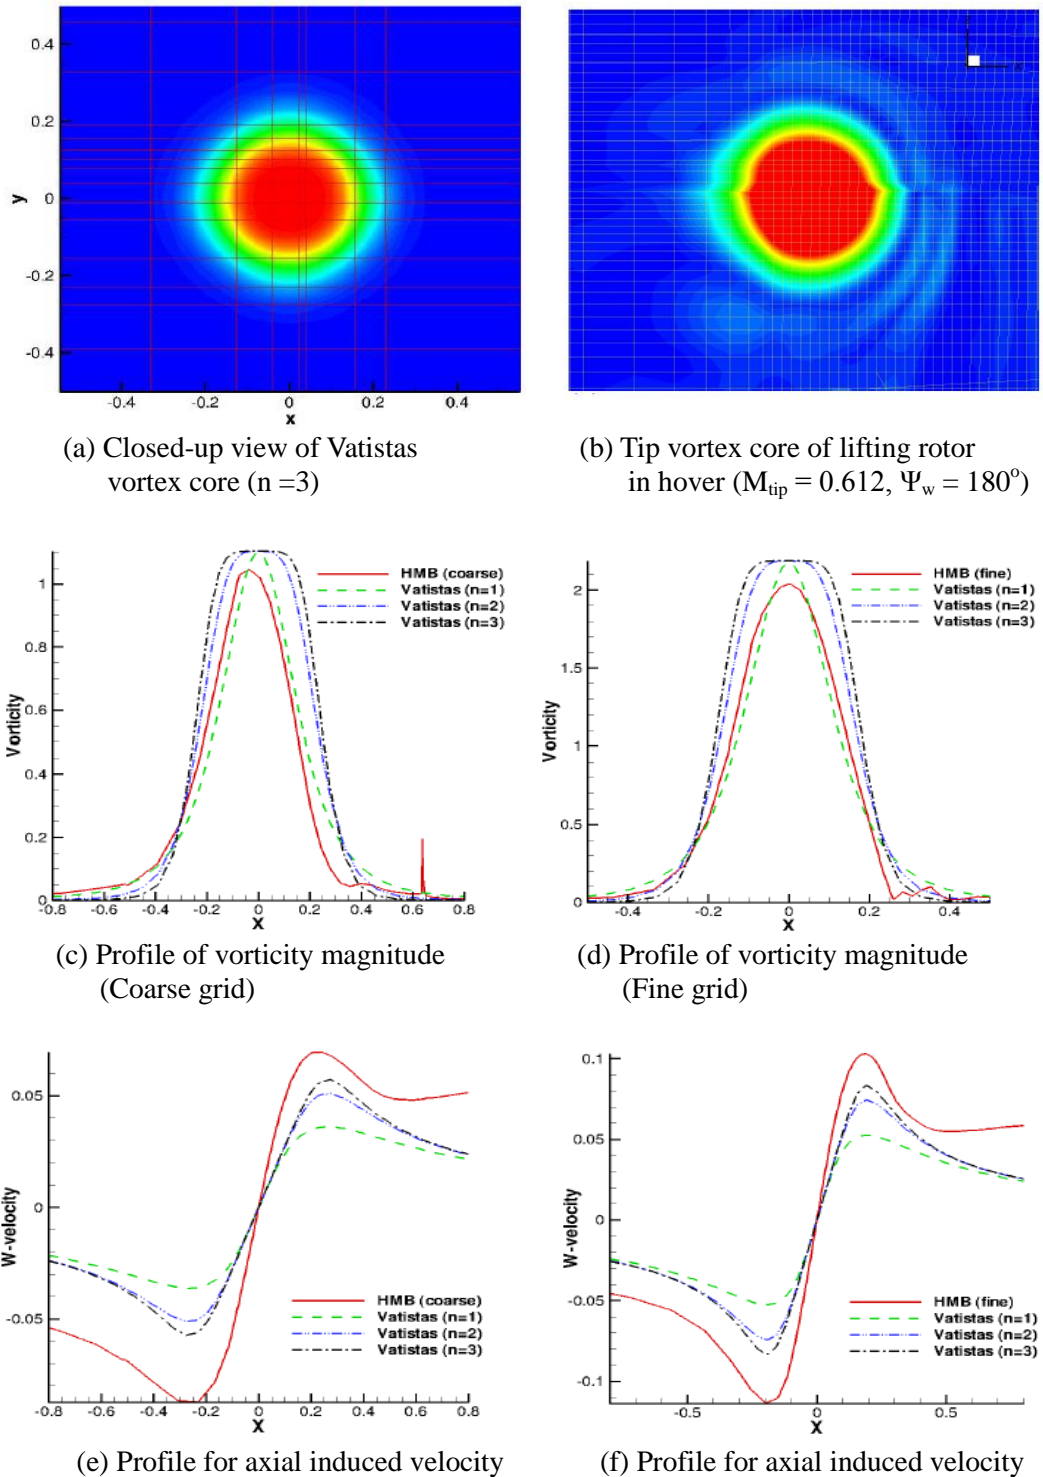 0.4
0.2
0
-0.2
-0.4
y
-0.4 -0.2 0 0.2 0.4
x
(a) Closed-up view of Vatistas
vortex core (n =3)
(b) Tip vortex core of lifting rotor
in hover (Mtip = 0.612, Ψw = 180o)
1
0.8
0.6
0.4
0.2
0
Vorticity
HMB (coarse)
Vatistas (n=1)
Vatistas (n=2)
Vatistas (n=3)
-0.8 -0.6 -0.4 -0.2 0 0.2 0.4 0.6 0.8
X
2
1.5
1
0.5
0
Vorticity
HMB (fine)
Vatistas (n=1)
Vatistas (n=2)
Vatistas (n=3)
-0.4 -0.2 0 0.2 0.4
X
(c) Profile of vorticity magnitude
(Coarse grid)
(d) Profile of vorticity magnitude
(Fine grid)
0.05
0
-0.05
W-velocity
HMB (coarse)
Vatistas (n=1)
Vatistas (n=2)
Vatistas (n=3)
-0.8 -0.6 -0.4 -0.2 0 0.2 0.4 0.6 0.8
X
0.1
0.05
0
-0.05
-0.1
W-velocity
HMB (fine)
Vatistas (n=1)
Vatistas (n=2)
Vatistas (n=3)
-0.5 0 0.5
X
(e) Profile for axial induced velocity
(f) Profile for axial induced velocity